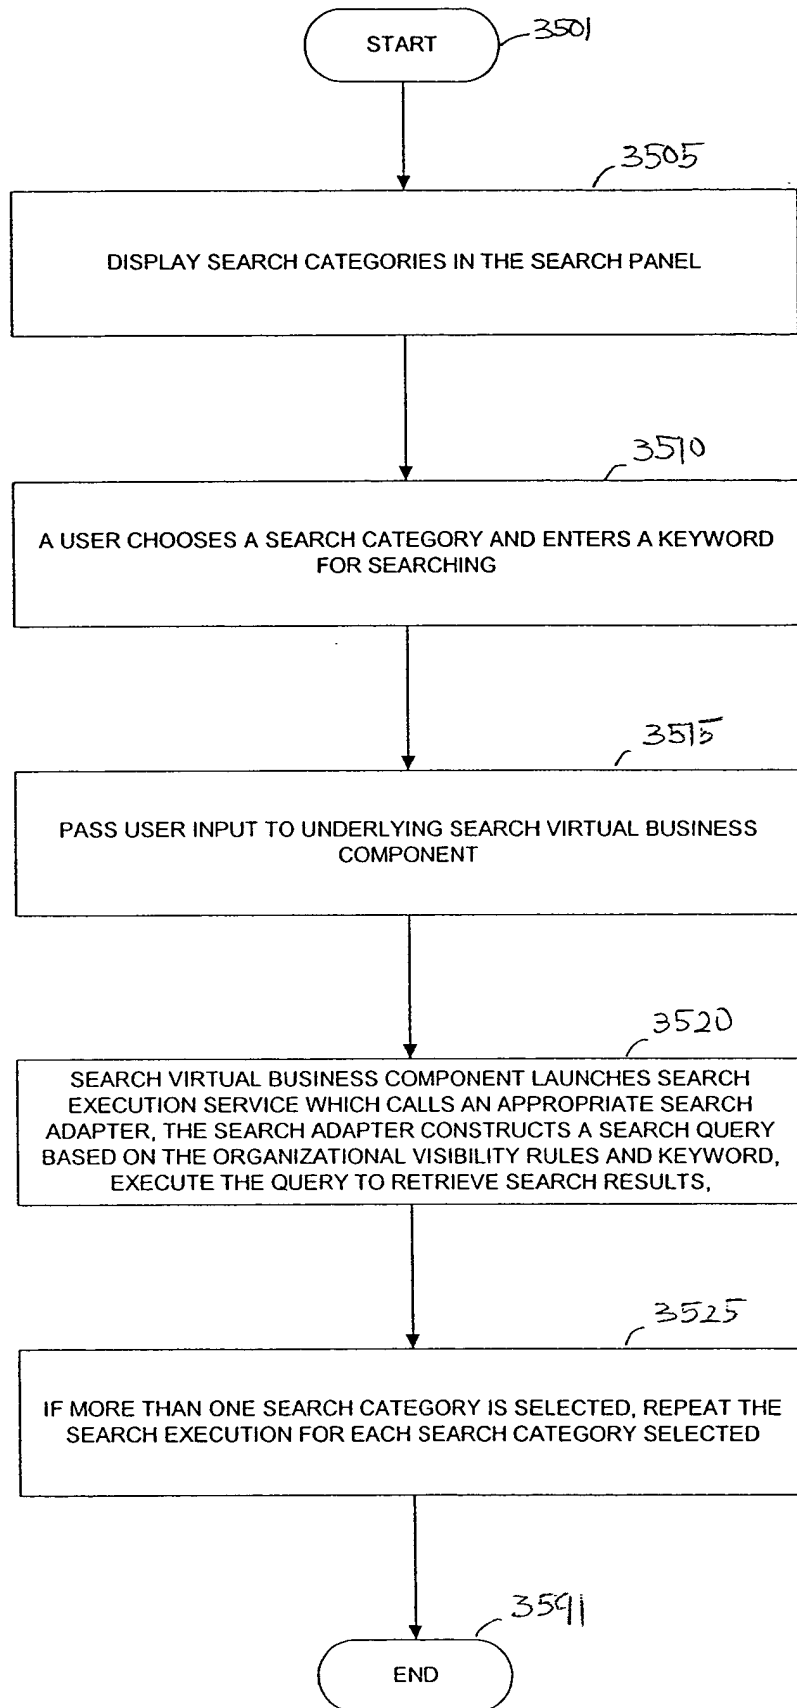 START
3501
3505
DISPLAY SEARCH CATEGORIES IN THE SEARCH PANEL
3510
A USER CHOOSES A SEARCH CATEGORY AND ENTERS A KEYWORD
FOR SEARCHING
3515
PASS USER INPUT TO UNDERLYING SEARCH VIRTUAL BUSINESS
COMPONENT
3520
SEARCH VIRTUAL BUSINESS COMPONENT LAUNCHES SEARCH
EXECUTION SERVICE WHICH CALLS AN APPROPRIATE SEARCH
ADAPTER, THE SEARCH ADAPTER CONSTRUCTS A SEARCH QUERY
BASED ON THE ORGANIZATIONAL VISIBILITY RULES AND KEYWORD,
EXECUTE THE QUERY TO RETRIEVE SEARCH RESULTS,
3525
IF MORE THAN ONE SEARCH CATEGORY IS SELECTED, REPEAT THE
SEARCH EXECUTION FOR EACH SEARCH CATEGORY SELECTED
3591
END